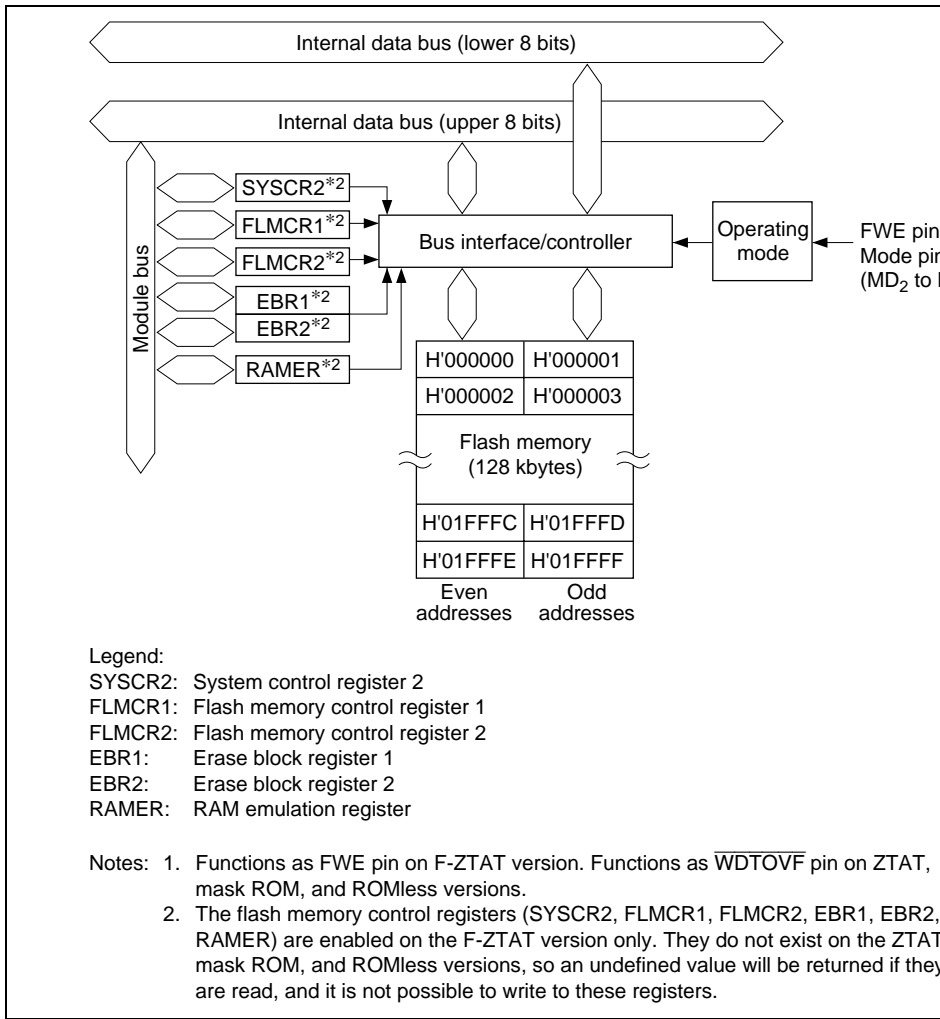 Internal data bus (lower 8 bits)
Internal data bus (upper 8 bits)
Module bus
SYSCR2*2
FLMCR1*2
FLMCR2*2
EBR1*2
EBR2*2
RAMER*2
Bus interface/controller
Operating
mode
FWE pin
Mode pin
(MD2 to
H'000000 H'000001
H'000002 H'000003
Flash memory
(128 kbytes)
H'01FFFC H'01FFFD
H'01FFFE H'01FFFF
Even
addresses
Odd
addresses
Legend:
SYSCR2: System control register 2
FLMCR1: Flash memory control register 1
FLMCR2: Flash memory control register 2
EBR1: Erase block register 1
EBR2: Erase block register 2
RAMER: RAM emulation register
Notes: 1. Functions as FWE pin on F-ZTAT version. Functions as WDTOVF pin on ZTAT,
mask ROM, and ROMless versions.
2. The flash memory control registers (SYSCR2, FLMCR1, FLMCR2, EBR1, EBR2,
RAMER) are enabled on the F-ZTAT version only. They do not exist on the ZTAT
mask ROM, and ROMless versions, so an undefined value will be returned if they
are read, and it is not possible to write to these registers.